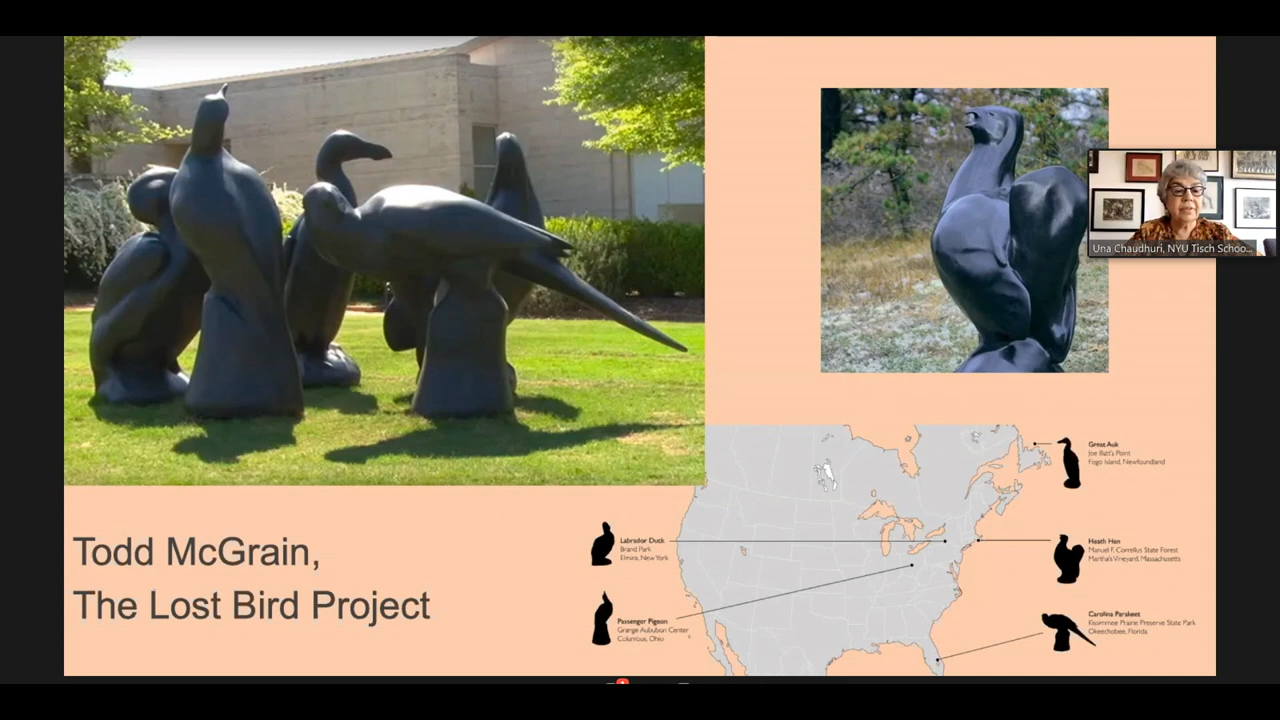 Una Chaudhuri, NYU Tisch Schoo...
Great Auk
Joe Batt's Point
Fogo Island, Newfoundland
Labrador Duck
Brand Park
Elmira, New York
Heath Hen
Manuel F. Correllus State Forest
Martha's Vineyard, Massachusetts
Todd McGrain,
The Lost Bird Project
Passenger Pigeon
Grange Audubon Center
Columbus, Ohio
Carolina Parakeet
Kissimmee Prairie Preserve State Park
Okeechobee, Florida